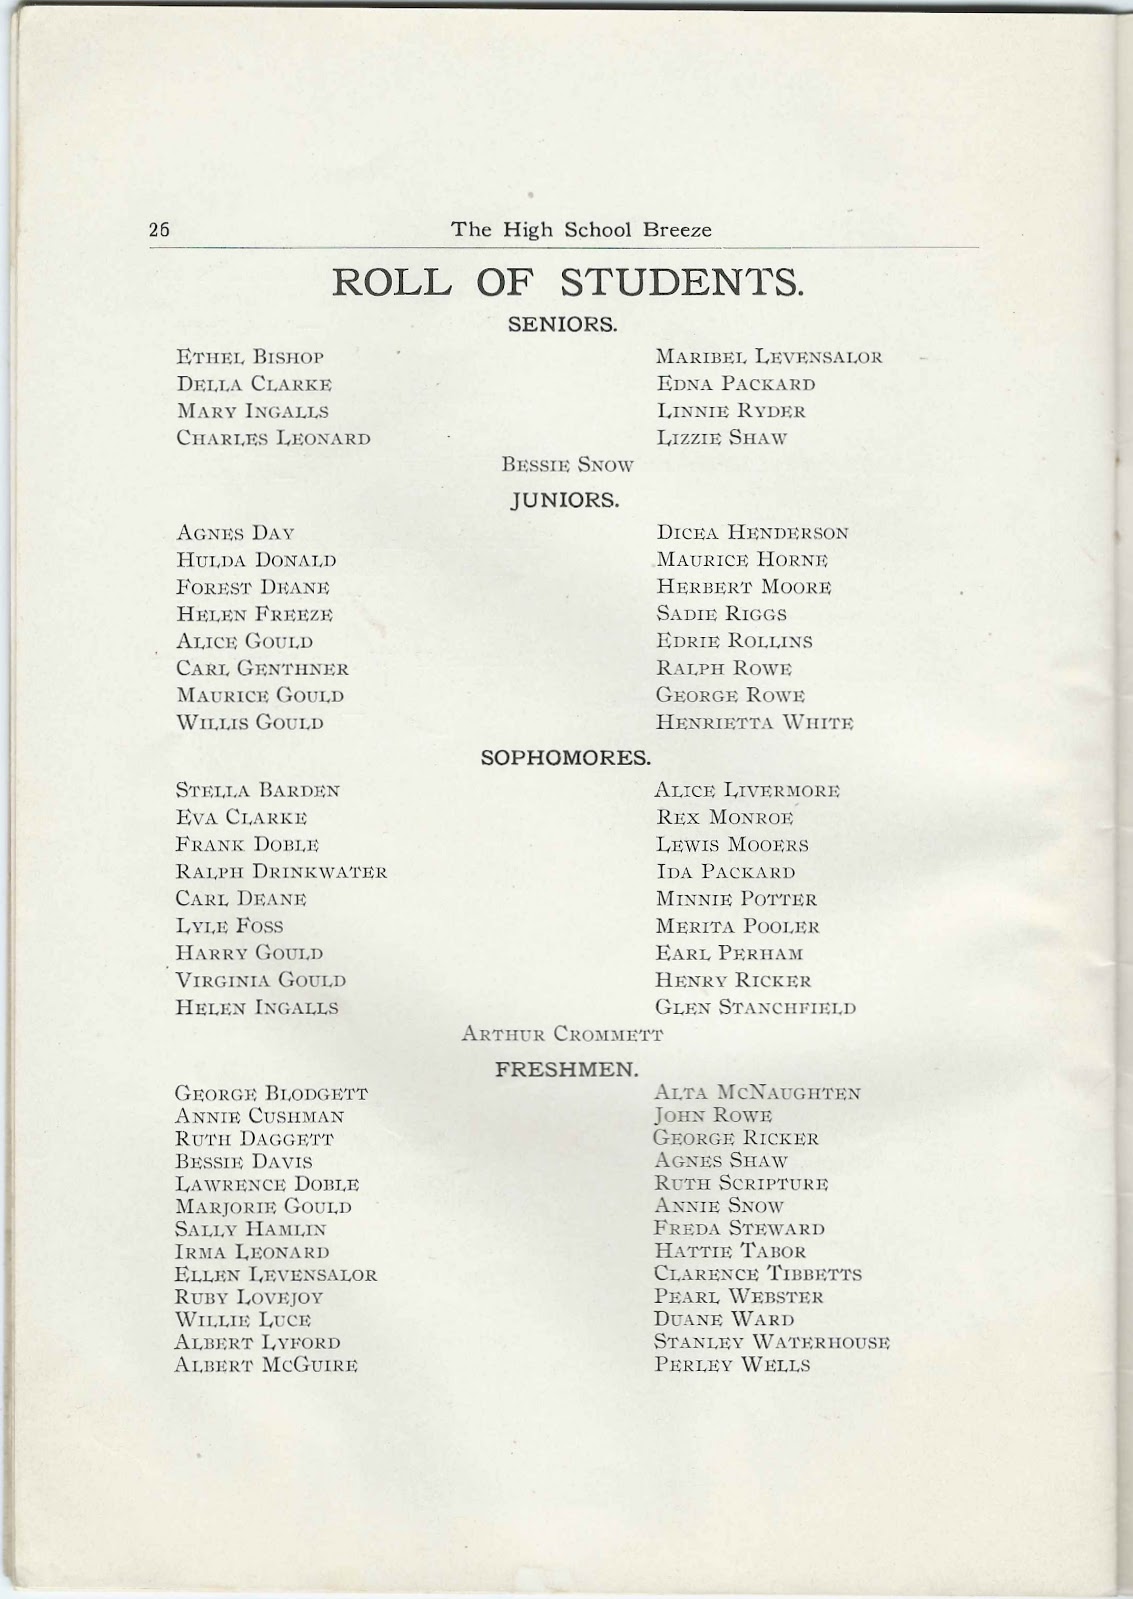 26 The High School Breeze
ROLL OF STUDENTS.
SENIORS.
Ethel Bishop Maribel Levensalor
Della Clarke Edna Packard
Mary Ingalls Linnie Ryder
Charles Leonard Lizzie Shaw
Bessie Snow
JUNIORS.
Agnes Day Dicea Henderson
Hulda Donald Maurice Horne
Forest Deane Herbert Moore
Helen Freeze Sadie Riggs
Alice Gould Edrie Rollins
Carl Genthner Ralph Rowe
Maurice Gould George Rowe
Willis Gould Henrietta White
SOPHOMORES.
Stella Barden Alice Livermore
Eva Clarke Rex Monroe
Frank Doble Lewis Mooers
Ralph Drinkwater Ida Packard
Carl Deane Minnie Potter
Lyle Foss Merita Pooler
Harry Gould Earl Perham
Virginia Gould Henry Ricker
Helen Ingalls Glen Stanchfield
Arthur Crommett
FRESHMEN.
George Blodgett Alta McNaughten
Annie Cushman John Rowe
Ruth Daggett George Ricker
Bessie Davis Agnes Shaw
Lawrence Doble Ruth Scripture
Marjorie Gould Annie Snow
Sally Hamlin Freda Steward
Irma Leonard Hattie Tabor
Ellen Levensalor Clarence Tibbetts
Ruby Lovejoy Pearl Webster
Willie Luce Duane Ward
Albert Lyford Stanley Waterhouse
Albert McGuire Perley Wells